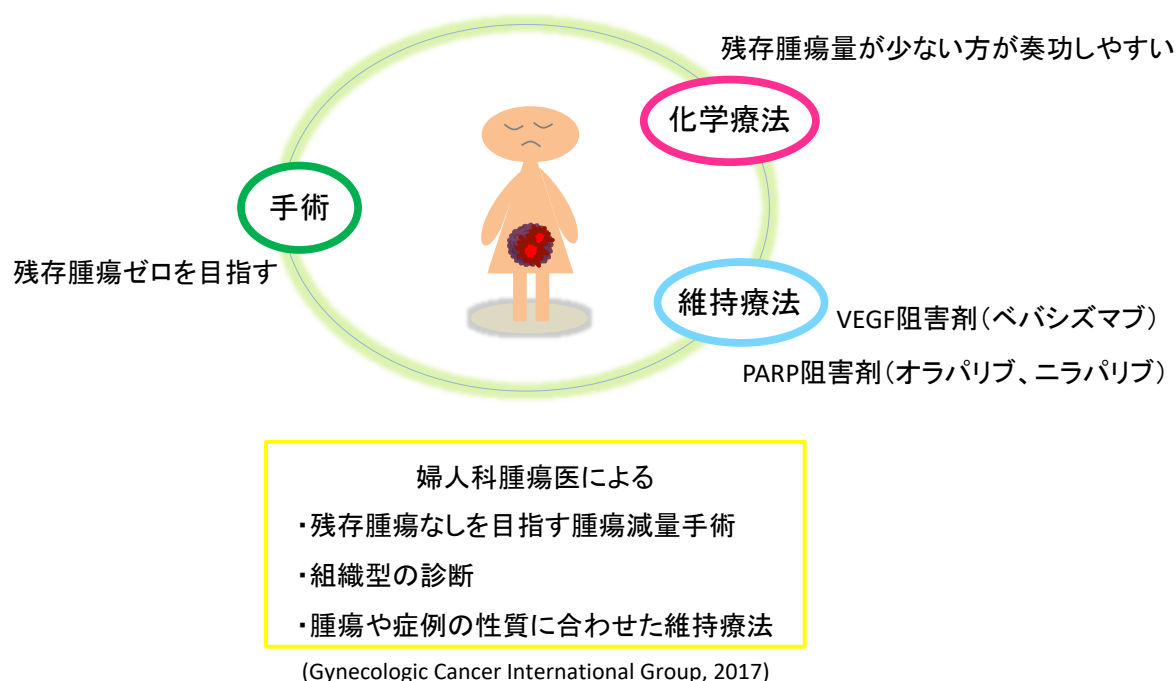 残存腫瘍量が少ない方が奏功しやすい
化学療法
手術
残存腫瘍ゼロを目指す
維持療法
VEGF阻害剤(ベバシズマブ)
PARP阻害剤(オラパリブ、ニラパリブ)
婦人科腫瘍医による
・残存腫瘍なしを目指す腫瘍減量手術
・組織型の診断
・腫瘍や症例の性質に合わせた維持療法
(Gynecologic Cancer International Group, 2017)